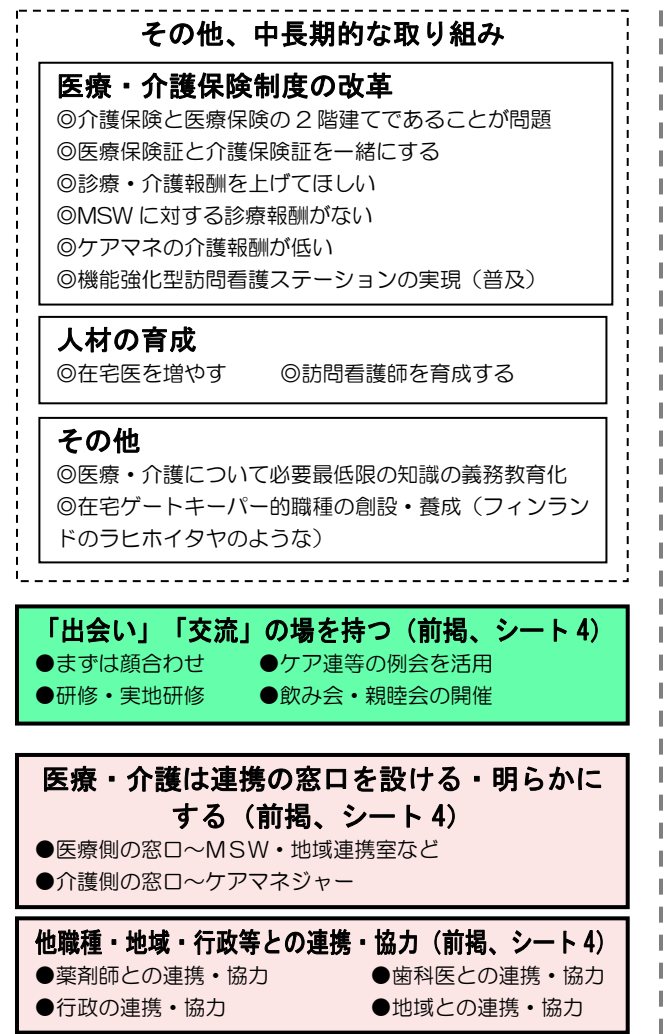 その他、中長期的な取り組み
医療・介護保険制度の改革
◎介護保険と医療保険の2階建てであることが問題
◎医療保険証と介護保険証を一緒にする
◎診療・介護報酬を上げてほしい
◎MSWに対する診療報酬がない
◎ケアマネの介護報酬が低い
◎機能強化型訪問看護ステーションの実現（普及）
人材の育成
◎在宅医を増やす　◎訪問看護師を育成する
その他
◎医療・介護について必要最低限の知識の義務教育化
◎在宅ゲートキーパー的職種の創設・養成（フィンラン
ドのラヒホイタヤのような）
「出会い」「交流」の場を持つ（前掲、シート4）
●まずは顔合わせ　●ケア連等の例会を活用
●研修・実地研修　●飲み会・親睦会の開催
医療・介護は連携の窓口を設ける・明らかに
する（前掲、シート4）
●医療側の窓口～ＭＳＷ・地域連携室など
●介護側の窓口～ケアマネジャー
他職種・地域・行政等との連携・協力（前掲、シート4）
●薬剤師との連携・協力　●歯科医との連携・協力
●行政の連携・協力　●地域との連携・協力